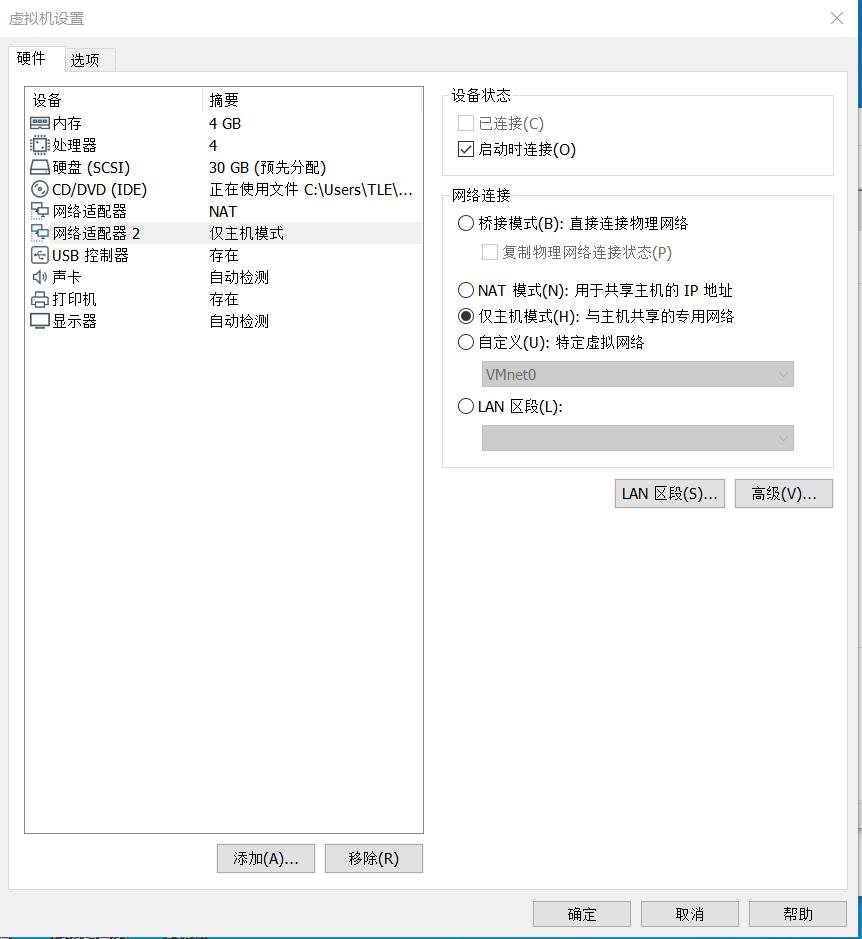 虚拟机设置
硬件 选项
设备 摘要
内存 4 GB
处理器 4
硬盘 (SCSI) 30 GB (预先分配)
CD/DVD (IDE) 正在使用文件 C:\Users\TLE\...
网络适配器 NAT
网络适配器 2 仅主机模式
USB 控制器 存在
声卡 自动检测
打印机 存在
显示器 自动检测
添加(A)... 移除(R)
设备状态
已连接(C)
启动时连接(O)
网络连接
桥接模式(B): 直接连接物理网络
复制物理网络连接状态(P)
NAT 模式(N): 用于共享主机的 IP 地址
仅主机模式(H): 与主机共享的专用网络
自定义(U): 特定虚拟网络
VMnet0
LAN 区段(L):
LAN 区段(S)... 高级(V)...
确定 取消 帮助